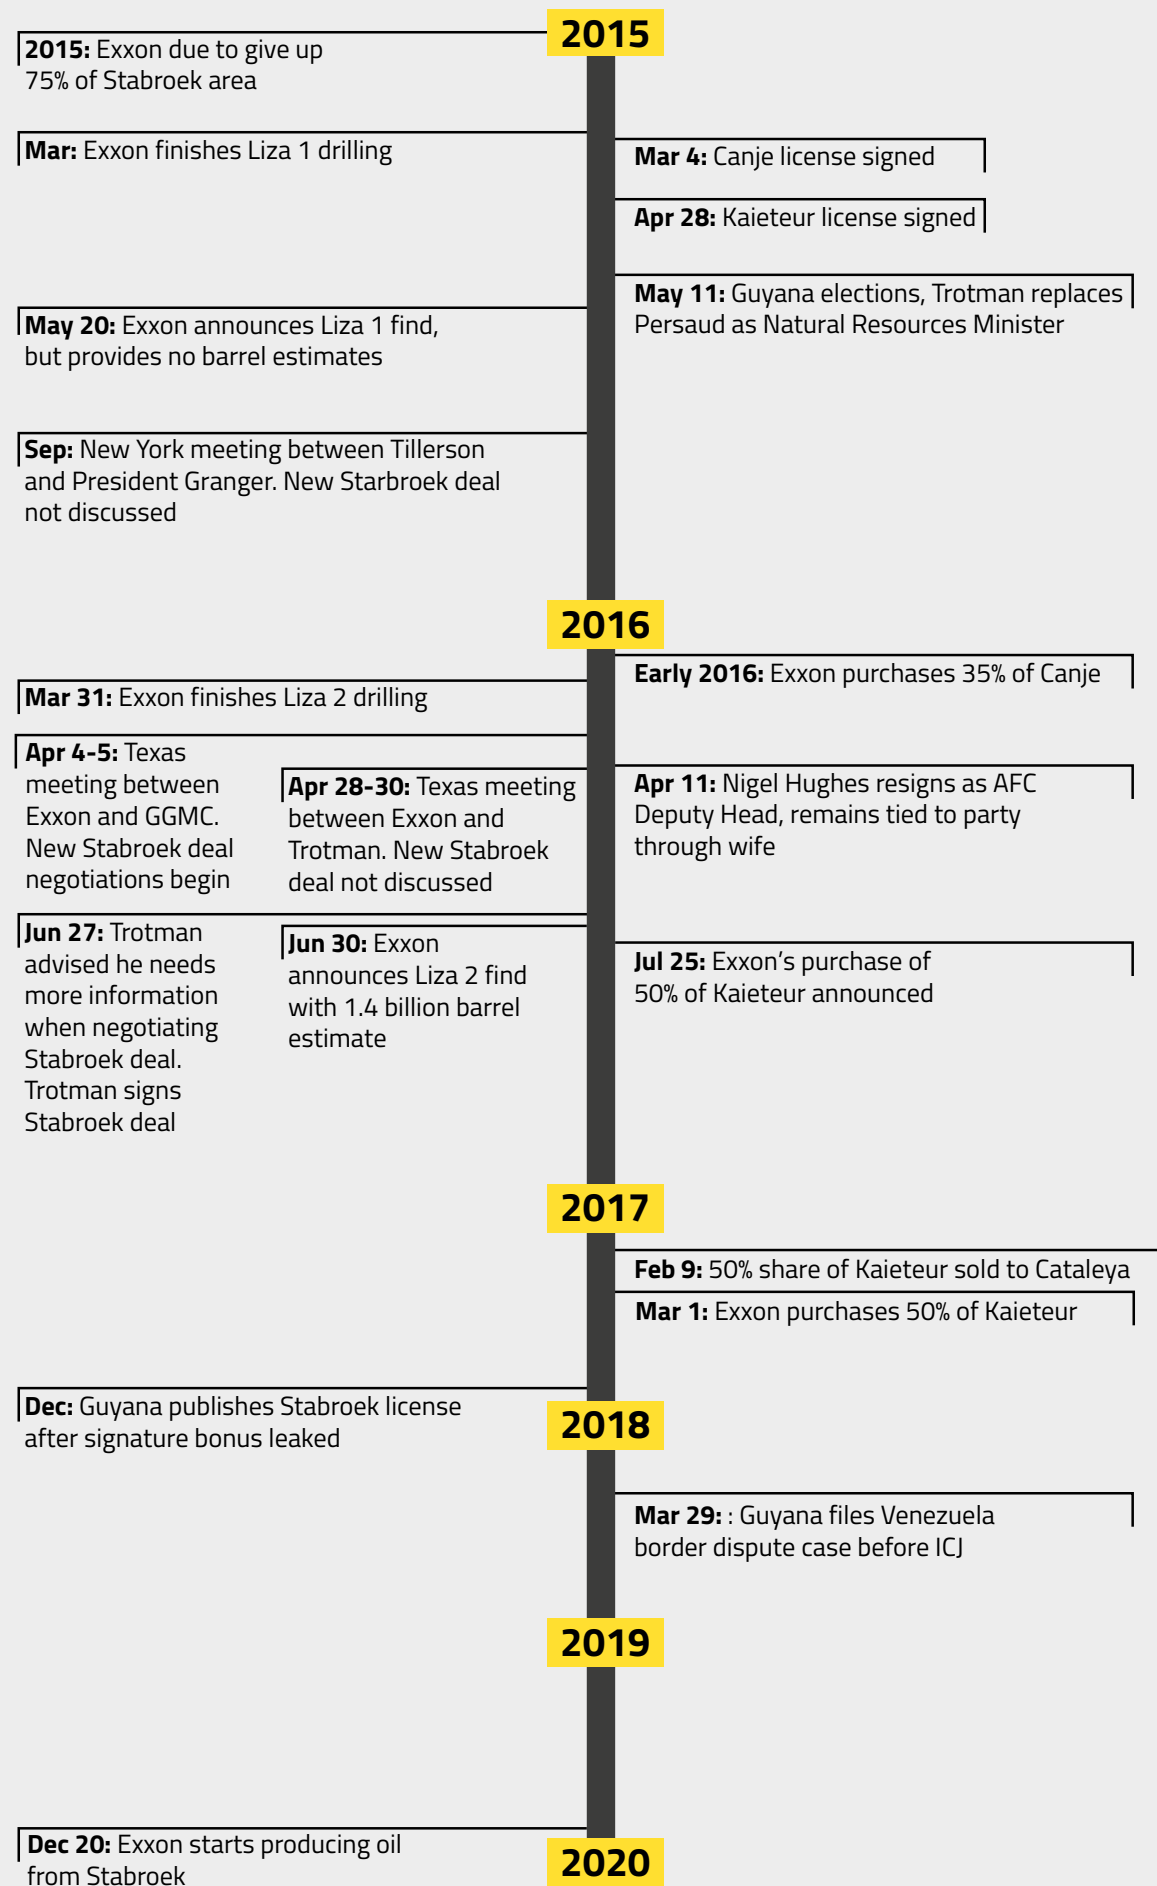 2015
2015: Exxon due to give up
75% of Stabroek area
Mar: Exxon finishes Liza 1 drilling
Mar 4: Canje license signed
Apr 28: Kaieteur license signed
May 11: Guyana elections, Trotman replaces
Persaud as Natural Resources Minister
May 20: Exxon announces Liza 1 find,
but provides no barrel estimates
Sep: New York meeting between Tillerson
and President Granger. New Starbroek deal
not discussed
2016
Early 2016: Exxon purchases 35% of Canje
Mar 31: Exxon finishes Liza 2 drilling
Apr 4-5: Texas
meeting between
Exxon and GGMC.
New Stabroek deal
negotiations begin
Apr 28-30: Texas meeting
between Exxon and
Trotman. New Stabroek
deal not discussed
Apr 11: Nigel Hughes resigns as AFC
Deputy Head, remains tied to party
through wife
Jun 27: Trotman
advised he needs
more information
when negotiating
Stabroek deal.
Trotman signs
Stabroek deal
Jun 30: Exxon
announces Liza 2 find
with 1.4 billion barrel
estimate
Jul 25: Exxon's purchase of
50% of Kaieteur announced
2017
Feb 9: 50% share of Kaieteur sold to Cataleya
Mar 1: Exxon purchases 50% of Kaieteur
Dec: Guyana publishes Stabroek license
after signature bonus leaked
2018
Mar 29: : Guyana files Venezuela
border dispute case before ICJ
2019
Dec 20: Exxon starts producing oil
from Stabroek
2020